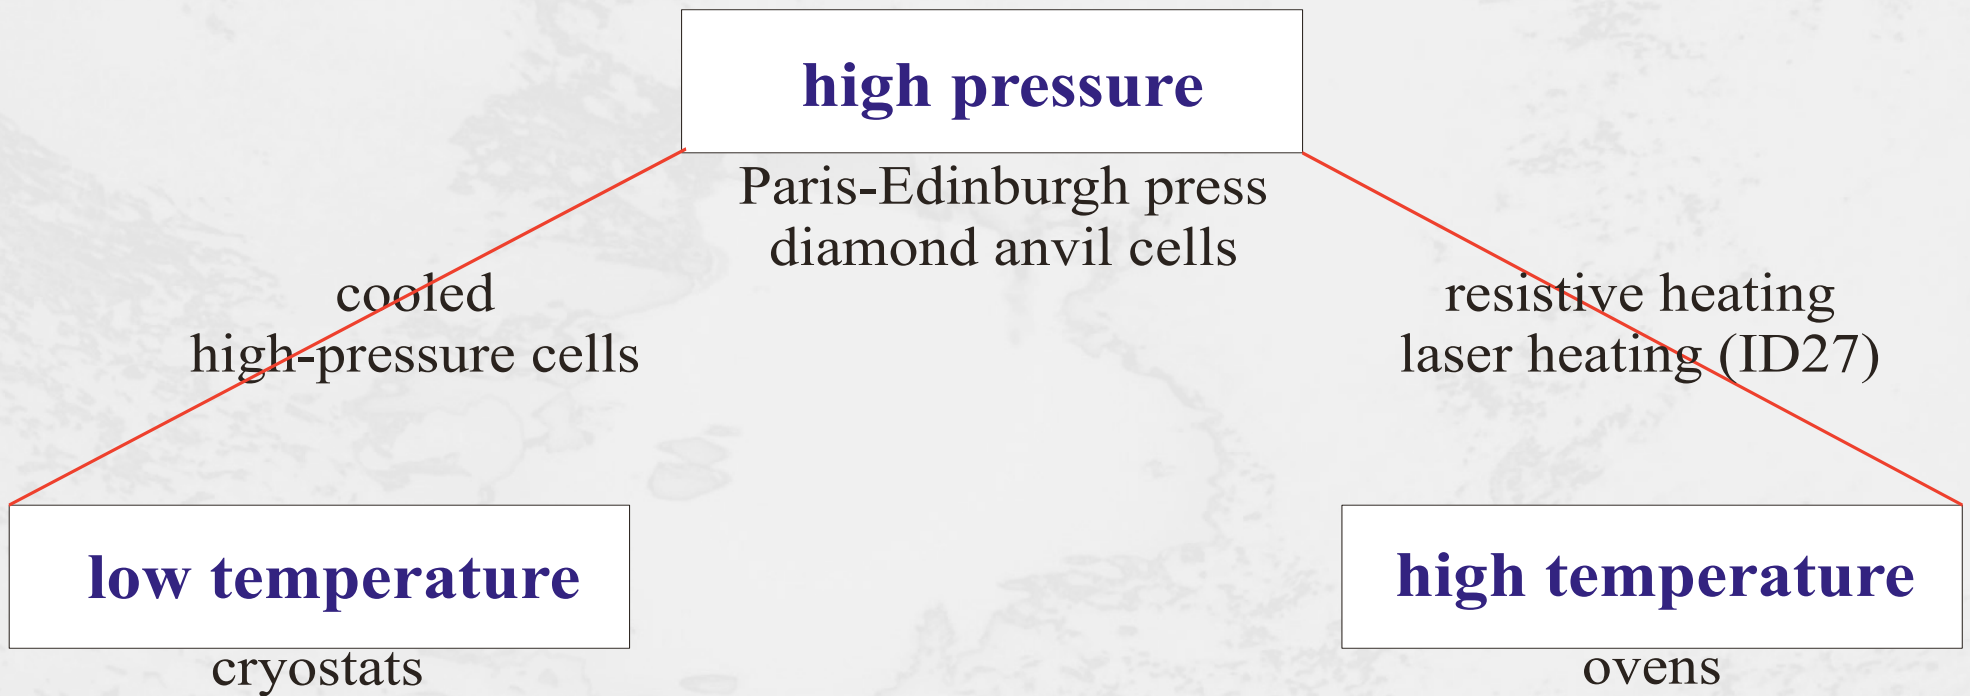 high pressure
Paris-Edinburgh press
diamond anvil cells
cooled
high-pressure cells
resistive heating
laser heating (ID27)
low temperature
cryostats
high temperature
ovens